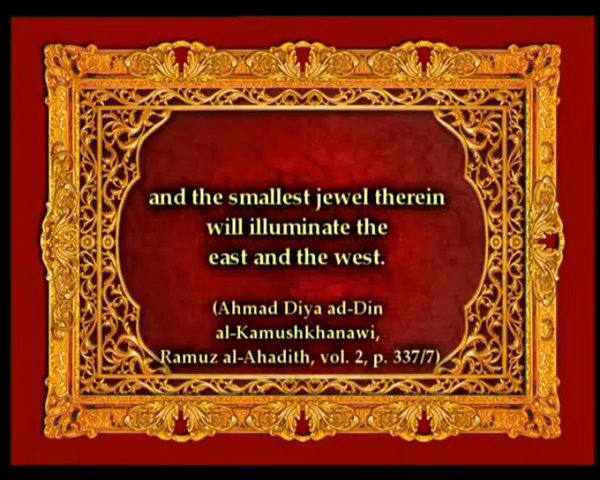 and the smallest jewel therein
will illuminate the
east and the west.
(Ahmad Diya ad-Din
al-Kamushkhanawi,
Ramuz al-Ahadith, vol. 2, p. 337/7)